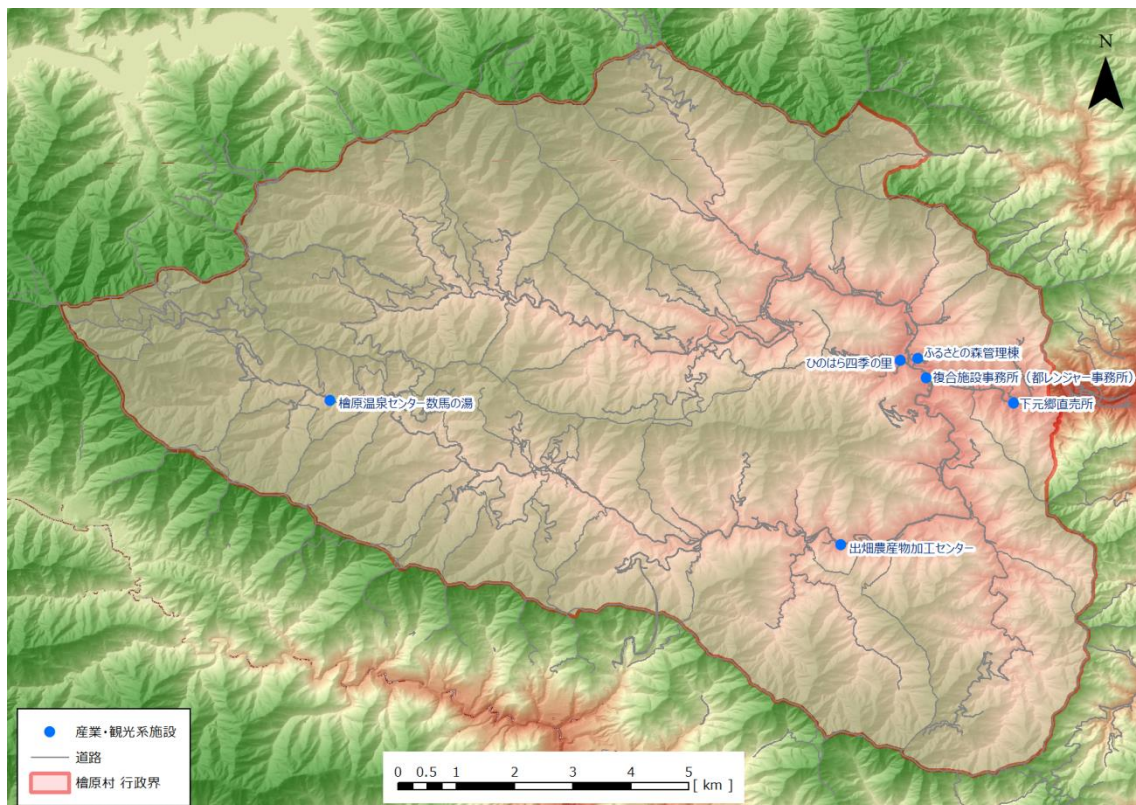 N
ふるさとの森管理棟
ひのはら四季の里
複合施設事務所（都レンジャー事務所）
檜原温泉センター数馬の湯
下元郷直売所
出畑農産物加工センター
産業・観光系施設
道路
檜原村 行政界
0 0.5 1 2 3 4 5
[ km ]